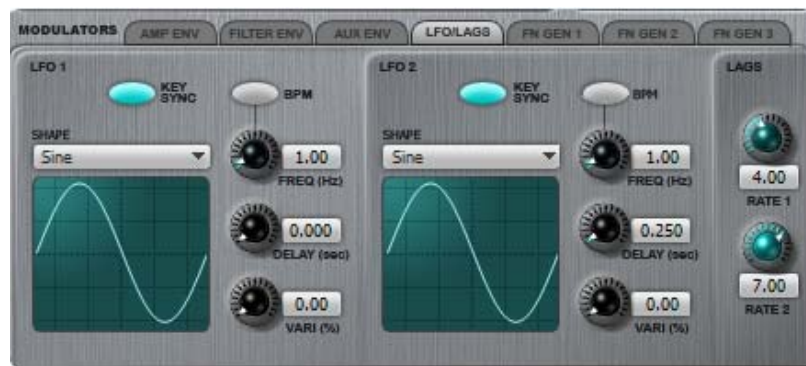 MODULATORS AMP ENV FILTER ENV AUX ENV LFO/LAGS FN GEN 1 FN GEN 2 FN GEN 3
LFO 1
KEY SYNC
BPM
SHAPE
Sine
1.00
FREQ (Hz)
0.000
DELAY (sec)
0.00
VARI (%)
LFO 2
KEY SYNC
BPM
SHAPE
Sine
1.00
FREQ (Hz)
0.250
DELAY (sec)
0.00
VARI (%)
LAGS
4.00
RATE 1
7.00
RATE 2